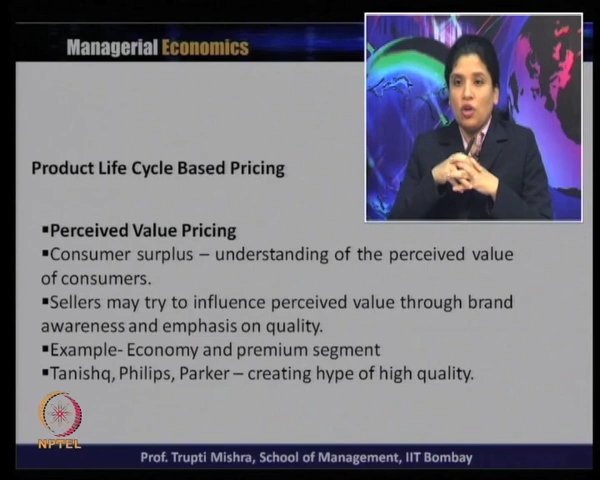 Managerial Economics
Product Life Cycle Based Pricing
▪Perceived Value Pricing
▪Consumer surplus – understanding of the perceived value
of consumers.
▪Sellers may try to influence perceived value through brand
awareness and emphasis on quality.
▪Example- Economy and premium segment
▪Tanishq, Philips, Parker – creating hype of high quality.
NPTEL
Prof. Trupti Mishra, School of Management, IIT Bombay